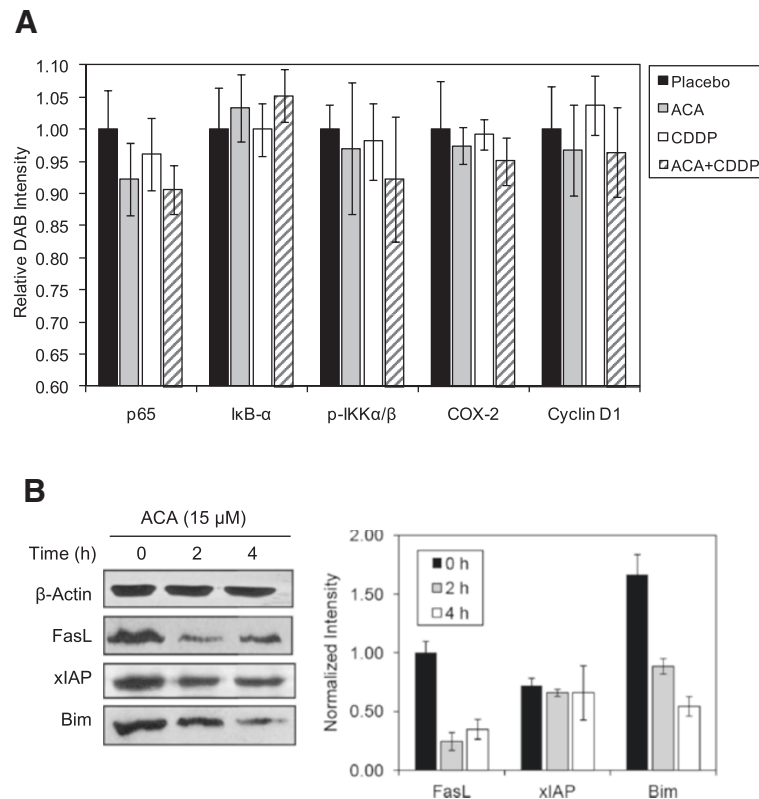 A
Relative DAB Intensity
1.10
1.05
1.00
0.95
0.90
0.85
0.80
0.75
0.70
0.65
0.60
p65 IκB-α p-IKKα/β COX-2 Cyclin D1
Placebo
ACA
CDDP
ACA+CDDP
B
ACA (15 µM)
Time (h) 0 2 4
β-Actin
FasL
xIAP
Bim
Normalized Intensity
2.00
1.50
1.00
0.50
0.00
0 h
2 h
4 h
FasL xIAP Bim